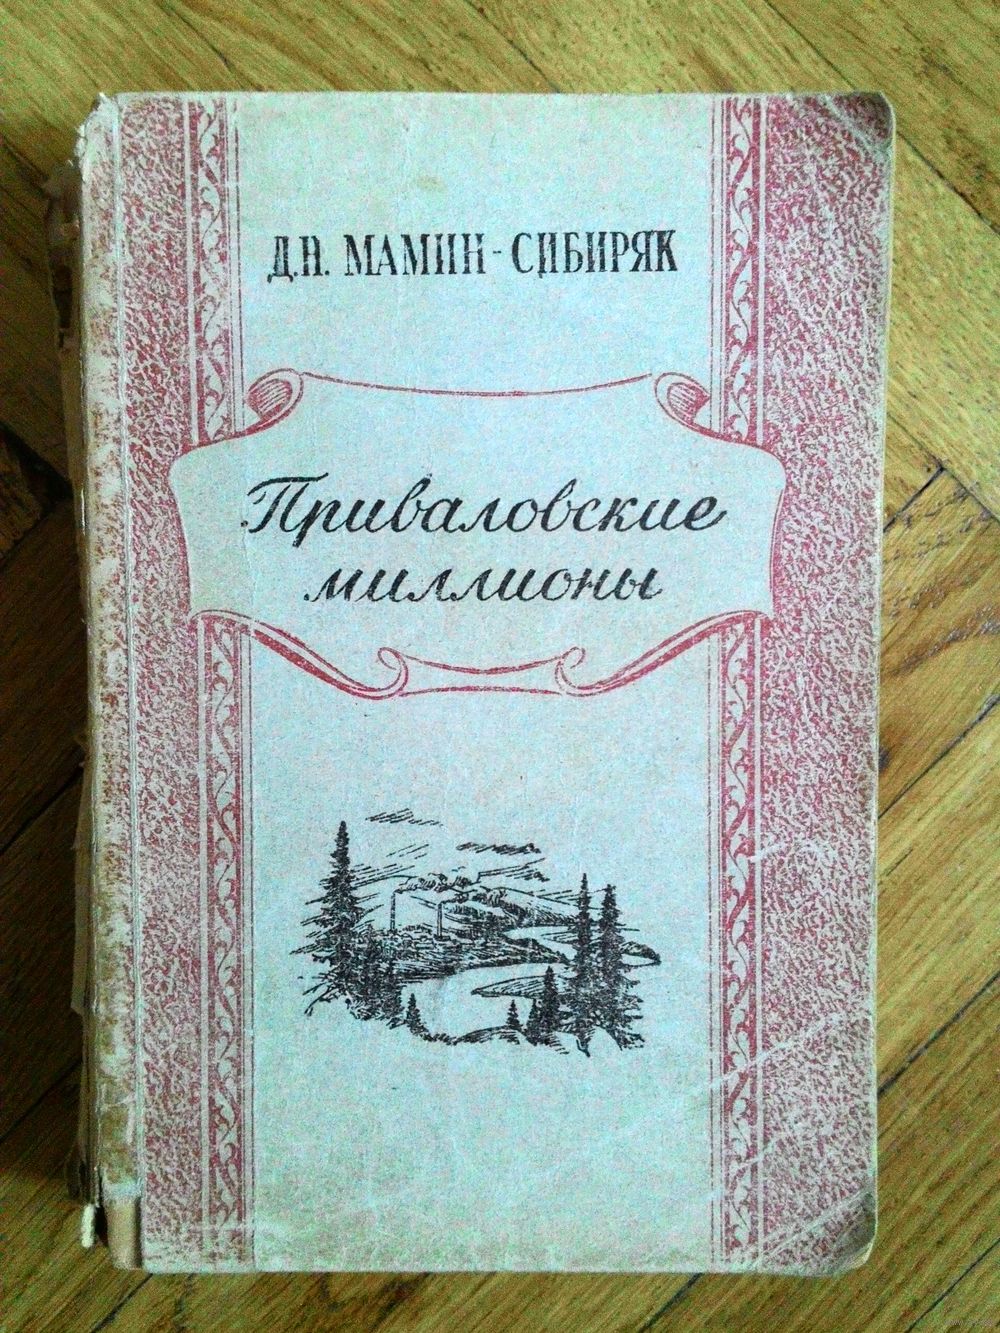 Д.Н. МАМИН-СИБИРЯК
Приваловские
миллионы